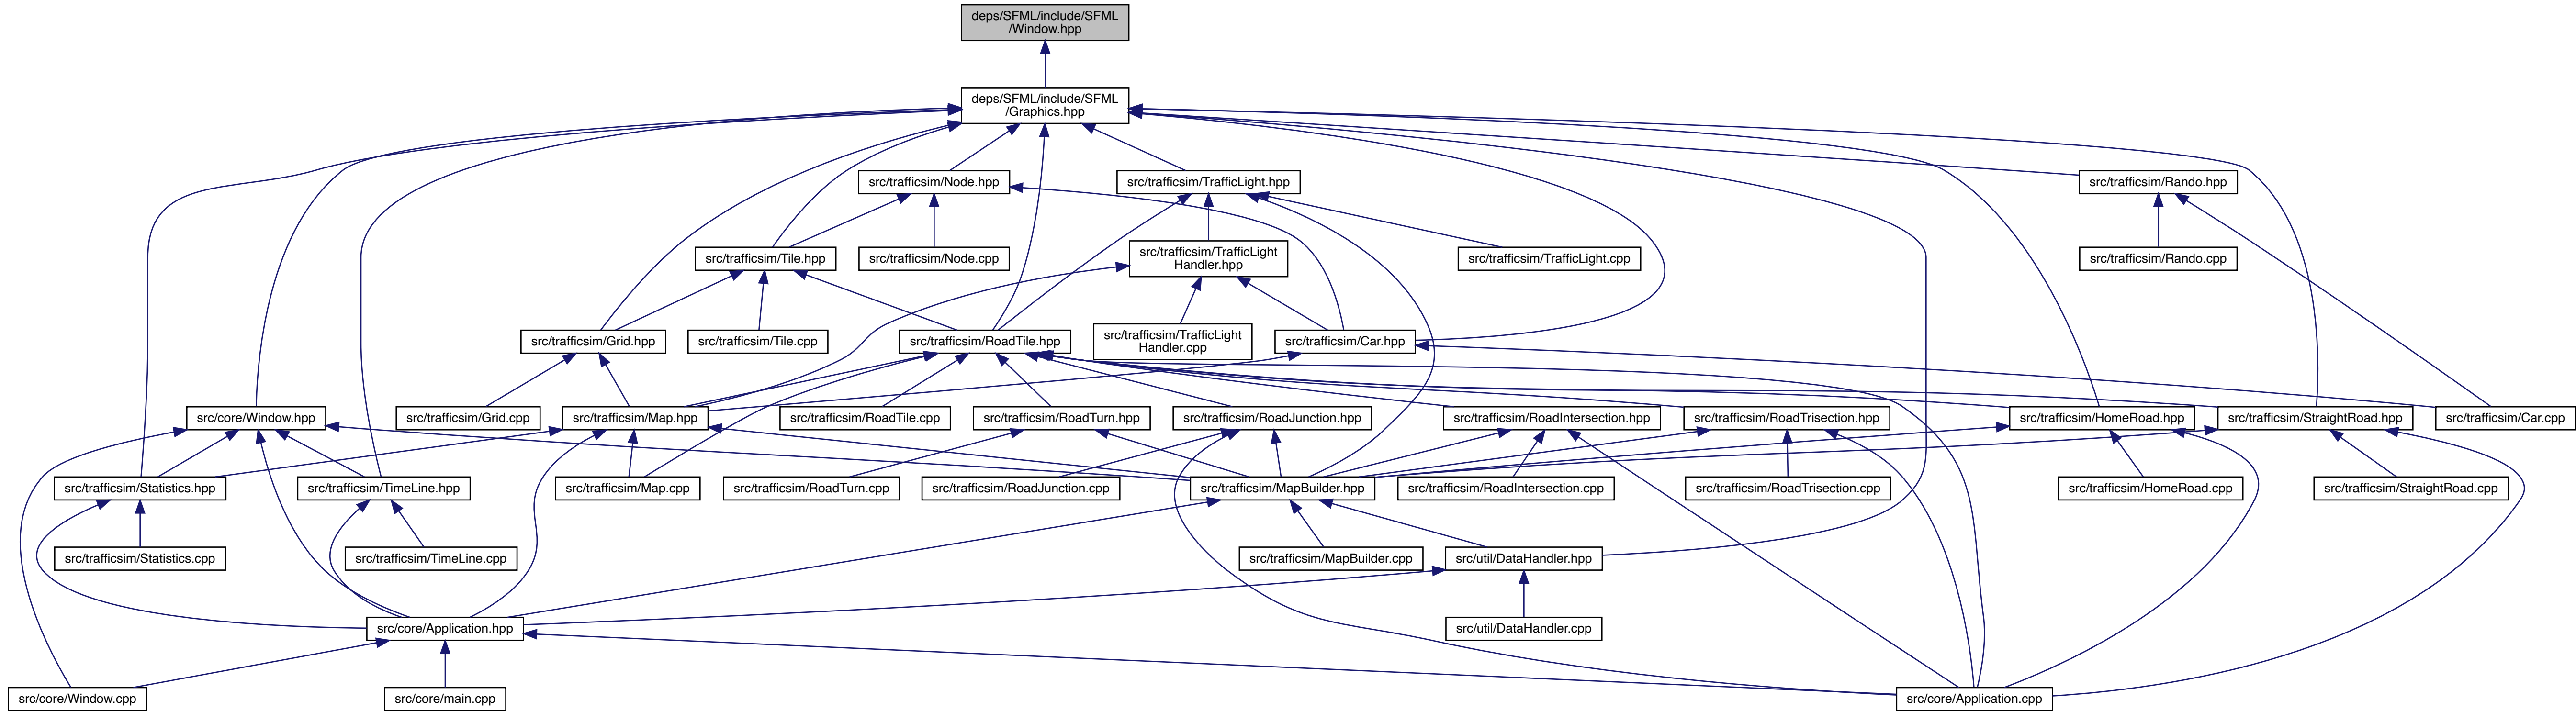 deps/SFML/include/SFML
/Window.hpp
deps/SFML/include/SFML
/Graphics.hpp
src/trafficsim/Node.hpp
src/trafficsim/TrafficLight.hpp
src/trafficsim/Rando.hpp
src/trafficsim/Tile.hpp
src/trafficsim/Node.cpp
src/trafficsim/TrafficLight
Handler.hpp
src/trafficsim/TrafficLight.cpp
src/trafficsim/Rando.cpp
src/trafficsim/Grid.hpp
src/trafficsim/Tile.cpp
src/trafficsim/RoadTile.hpp
src/trafficsim/TrafficLight
Handler.cpp
src/trafficsim/Car.hpp
src/core/Window.hpp
src/trafficsim/Grid.cpp
src/trafficsim/Map.hpp
src/trafficsim/RoadTile.cpp
src/trafficsim/RoadTurn.hpp
src/trafficsim/RoadJunction.hpp
src/trafficsim/RoadIntersection.hpp
src/trafficsim/RoadTrisection.hpp
src/trafficsim/HomeRoad.hpp
src/trafficsim/StraightRoad.hpp
src/trafficsim/Car.cpp
src/trafficsim/Statistics.hpp
src/trafficsim/TimeLine.hpp
src/trafficsim/Map.cpp
src/trafficsim/RoadTurn.cpp
src/trafficsim/RoadJunction.cpp
src/trafficsim/MapBuilder.hpp
src/trafficsim/RoadIntersection.cpp
src/trafficsim/RoadTrisection.cpp
src/trafficsim/HomeRoad.cpp
src/trafficsim/StraightRoad.cpp
src/trafficsim/Statistics.cpp
src/trafficsim/TimeLine.cpp
src/trafficsim/MapBuilder.cpp
src/util/DataHandler.hpp
src/core/Application.hpp
src/util/DataHandler.cpp
src/core/Window.cpp
src/core/main.cpp
src/core/Application.cpp